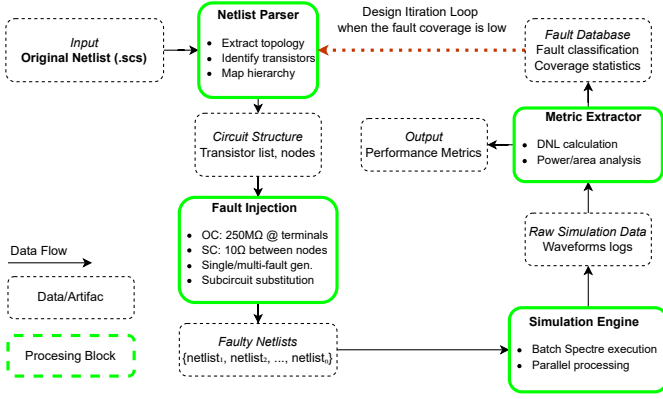 Input
Original Netlist (.scs)
Netlist Parser
• Extract topology
• Identify transistors
• Map hierarchy
Design Itiration Loop
when the fault coverage is low
Fault Database
Fault classification
Coverage statistics
Circuit Structure
Transistor list, nodes
Output
Performance Metrics
Metric Extractor
• DNL calculation
• Power/area analysis
Fault Injection
• OC: 250MΩ @ terminals
• SC: 10Ω between nodes
• Single/multi-fault gen.
• Subcircuit substitution
Raw Simulation Data
Waveforms logs
Data Flow
Data/Artifac
Procesing Block
Faulty Netlists
{netlist₁, netlist₂, ..., netlistₙ}
Simulation Engine
• Batch Spectre execution
• Parallel processing